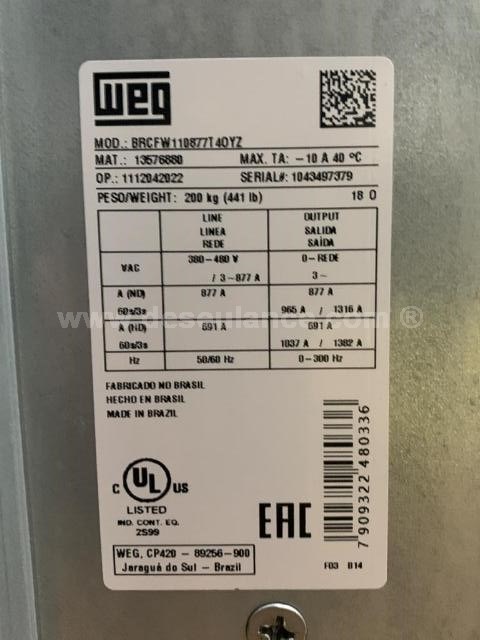 WEG
MOD.: BRCFW110877T4OYZ
MAT.: 13576880 MAX. TA: -10 A 40 °C
OP.: 1112042022 SERIAL#: 1043497379
PESO/WEIGHT: 200 kg (441 lb) 18 O
LINE OUTPUT
LINEA SALIDA
REDE SAÍDA
VAC 380-480 V 0-REDE
/ 3~877 A 3~
A (ND) 877 A 877 A
60s/3s 965 A / 1316 A
A (HD) 691 A 691 A
60s/3s 1037 A / 1382 A
Hz 50/60 Hz 0-300 Hz
www.desculance.com ®
FABRICADO NO BRASIL
HECHO EN BRASIL
MADE IN BRAZIL
C UL US
LISTED
IND. CONT. EQ.
2S99
EAC
7909322480336
WEG, CP420 - 89256-900
Jaraguá do Sul - Brazil
F03 B14